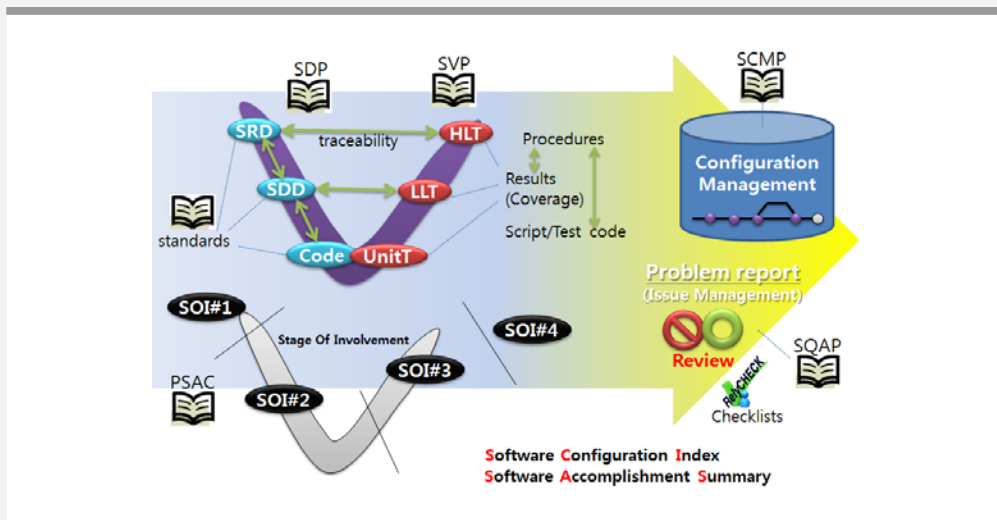 SDP
SVP
SCMP
SRD
traceability
HLT
Procedures
SDD
LLT
Results
(Coverage)
Configuration
Management
standards
Script/Test code
Code
UnitT
Problem report
(Issue Management)
SOI#1
Stage Of Involvement
SOI#4
Review
SQAP
SOI#3
PSAC
SOI#2
RelyCHECK
Checklists
Software Configuration Index
Software Accomplishment Summary